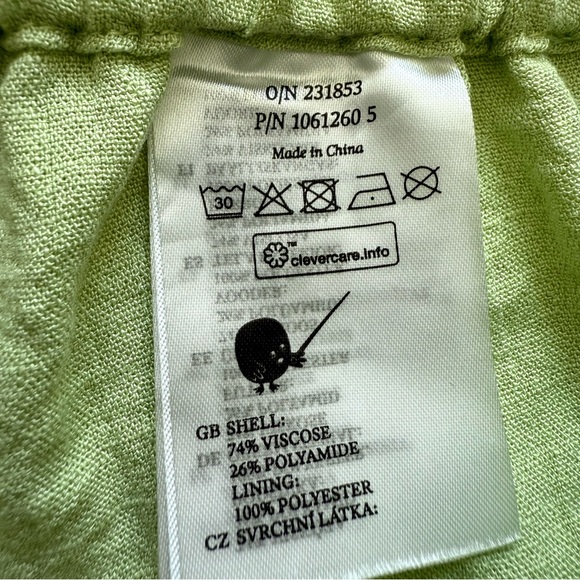 O/N 231853
P/N 1061260 5
Made in China
30
™
clevercare.info
GB SHELL:
74% VISCOSE
26% POLYAMIDE
LINING:
100% POLYESTER
CZ SVRCHNÍ LÁTKA: